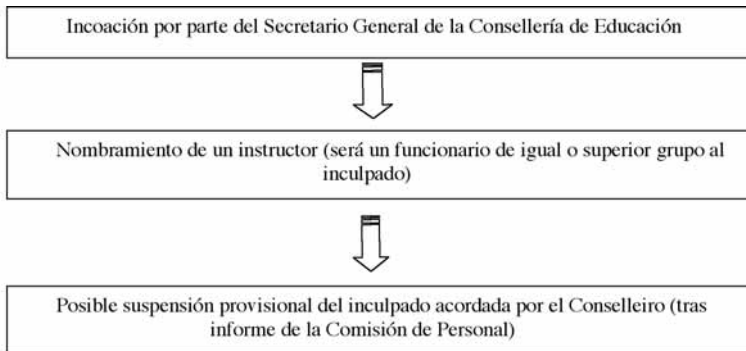 Incoación por parte del Secretario General de la Consellería de Educación
Nombramiento de un instructor (será un funcionario de igual o superior grupo al
inculpado)
Posible suspensión provisional del inculpado acordada por el Conselleiro (tras
informe de la Comisión de Personal)